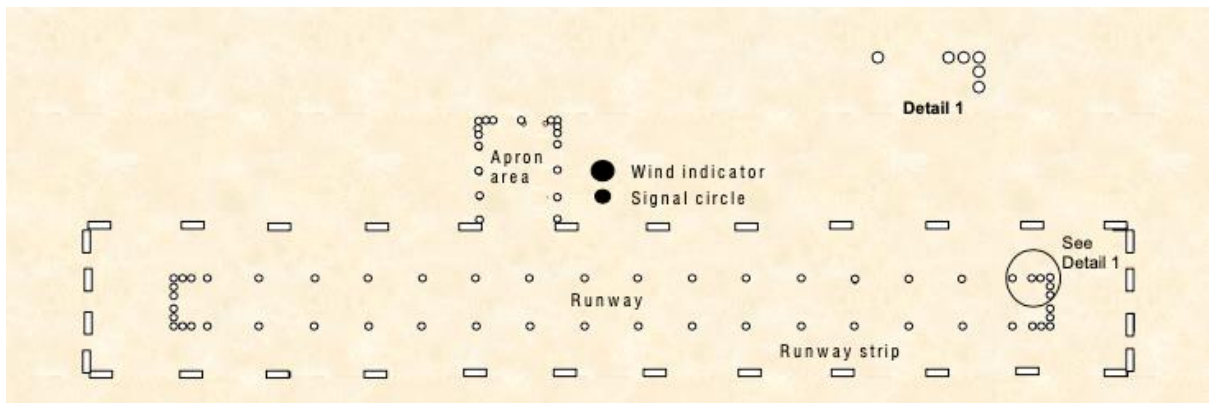 Detail 1
Apron
area
Wind indicator
Signal circle
See
Detail 1
Runway
Runway strip